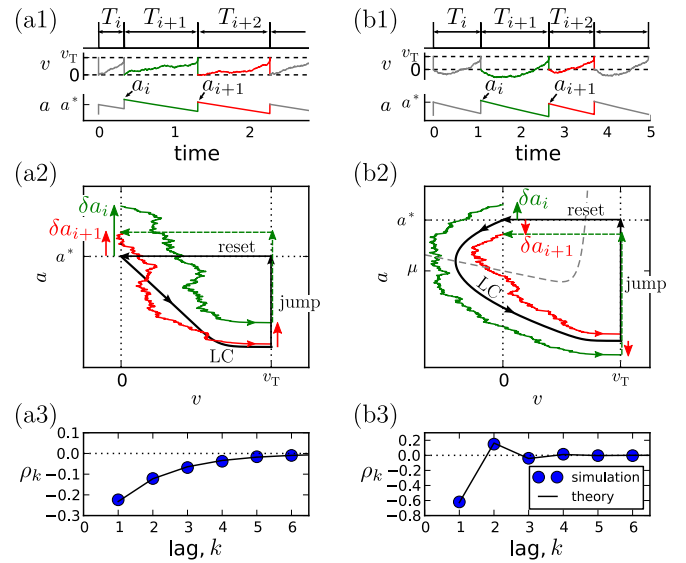 (a1)
T_i T_{i+1} T_{i+2}
v v_T
0
a_i a_{i+1}
a a*
0 1 2
time
(b1)
T_i T_{i+1} T_{i+2}
v v_T
0
a_i a_{i+1}
a a*
0 1 2 3 4 5
time
(a2)
δa_i
δa_{i+1}
a*
reset
a
jump
LC
0 v_T
v
(b2)
δa_i
a* reset
δa_{i+1}
μ
a
LC jump
0 v_T
v
(a3)
0.1
0.0
ρ_k −0.1
−0.2
−0.3
0 1 2 3 4 5 6
lag, k
(b3)
0.2
0.0
ρ_k −0.2
−0.4
−0.6
−0.8
simulation
theory
0 1 2 3 4 5 6
lag, k